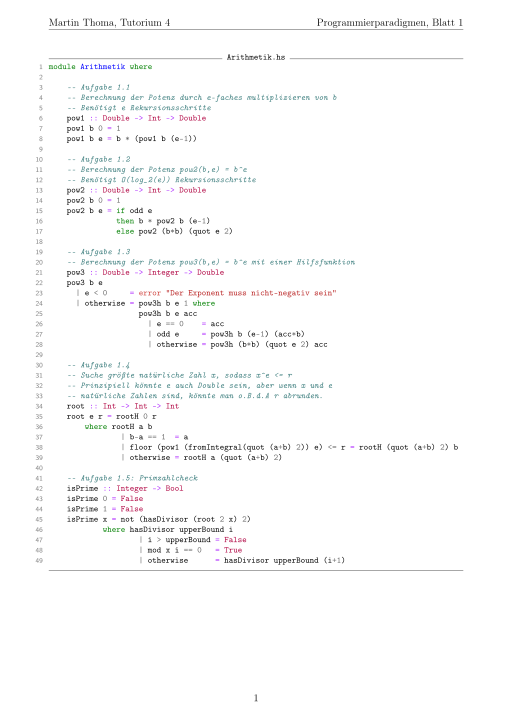 Martin Thoma, Tutorium 4 Programmierparadigmen, Blatt 1
Arithmetik.hs
1 module Arithmetik where
2
3 -- Aufgabe 1.1
4 -- Berechnung der Potenz durch e-faches multiplizieren von b
5 -- Benötigt e Rekursionsschritte
6 pow1 :: Double -> Int -> Double
7 pow1 b 0 = 1
8 pow1 b e = b * (pow1 b (e-1))
9
10 -- Aufgabe 1.2
11 -- Berechnung der Potenz pow2(b,e) = b^e
12 -- Benötigt O(log_2(e)) Rekursionsschritte
13 pow2 :: Double -> Int -> Double
14 pow2 b 0 = 1
15 pow2 b e = if odd e
16 then b * pow2 b (e-1)
17 else pow2 (b*b) (quot e 2)
18
19 -- Aufgabe 1.3
20 -- Berechnung der Potenz pow3(b,e) = b^e mit einer Hilfsfunktion
21 pow3 :: Double -> Integer -> Double
22 pow3 b e
23 | e < 0 = error "Der Exponent muss nicht-negativ sein"
24 | otherwise = pow3h b e 1 where
25 pow3h b e acc
26 | e == 0 = acc
27 | odd e = pow3h b (e-1) (acc*b)
28 | otherwise = pow3h (b*b) (quot e 2) acc
29
30 -- Aufgabe 1.4
31 -- Suche größte natürliche Zahl x, sodass x^e <= r
32 -- Prinzipiell könnte e auch Double sein, aber wenn x und e
33 -- natürliche Zahlen sind, könnte man o.B.d.A r abrunden.
34 root :: Int -> Int -> Int
35 root e r = rootH 0 r
36 where rootH a b
37 | b-a == 1 = a
38 | floor (pow1 (fromIntegral(quot (a+b) 2)) e) <= r = rootH (quot (a+b) 2) b
39 | otherwise = rootH a (quot (a+b) 2)
40
41 -- Aufgabe 1.5: Primzahlcheck
42 isPrime :: Integer -> Bool
43 isPrime 0 = False
44 isPrime 1 = False
45 isPrime x = not (hasDivisor (root 2 x) 2)
46 where hasDivisor upperBound i
47 | i > upperBound = False
48 | mod x i == 0 = True
49 | otherwise = hasDivisor upperBound (i+1)
1